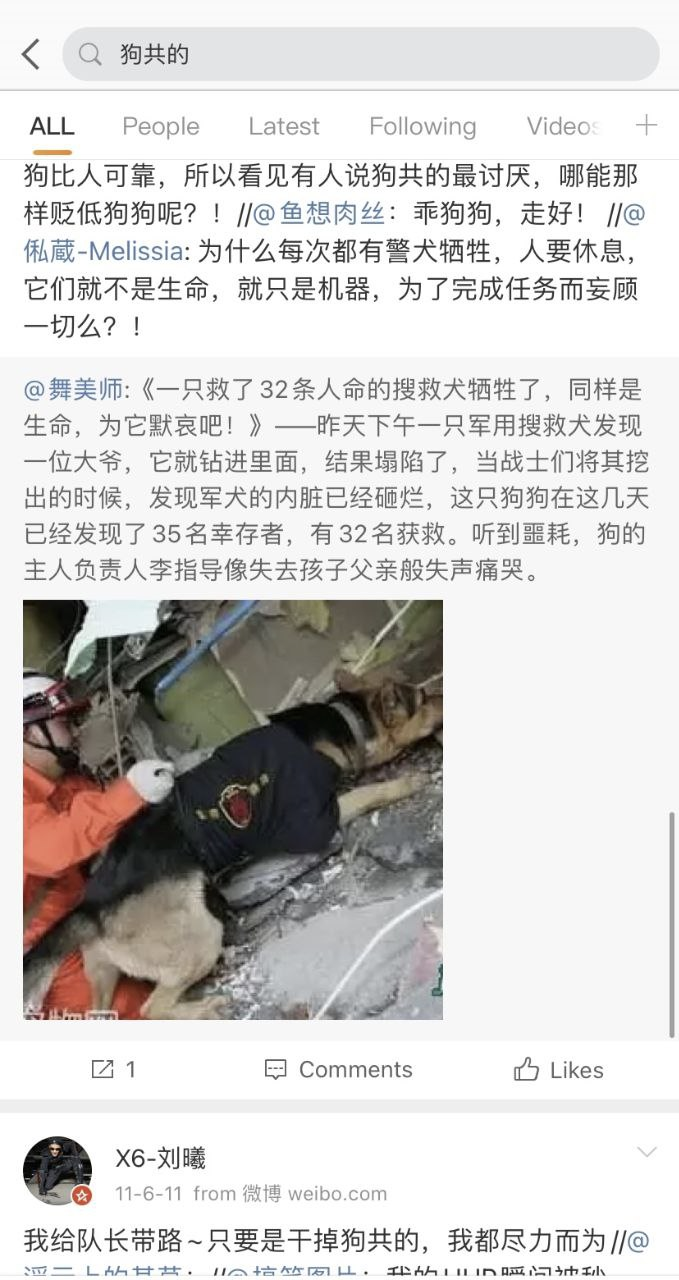 狗共的
ALL People Latest Following Videos
狗比人可靠，所以看见有人说狗共的最讨厌，哪能那
样贬低狗狗呢？！//@鱼想肉丝：乖狗狗，走好！//@
俬蔵-Melissia: 为什么每次都有警犬牺牲，人要休息，
它们就不是生命，就只是机器，为了完成任务而妄顾
一切么？！
@舞美师:《一只救了32条人命的搜救犬牺牲了，同样是
生命，为它默哀吧！》——昨天下午一只军用搜救犬发现
一位大爷，它就钻进里面，结果塌陷了，当战士们将其挖
出的时候，发现军犬的内脏已经砸烂，这只狗狗在这几天
已经发现了35名幸存者，有32名获救。听到噩耗，狗的
主人负责人李指导像失去孩子父亲般失声痛哭。
1 Comments Likes
X6-刘曦
11-6-11 from 微博 weibo.com
我给队长带路~只要是干掉狗共的，我都尽力而为//@